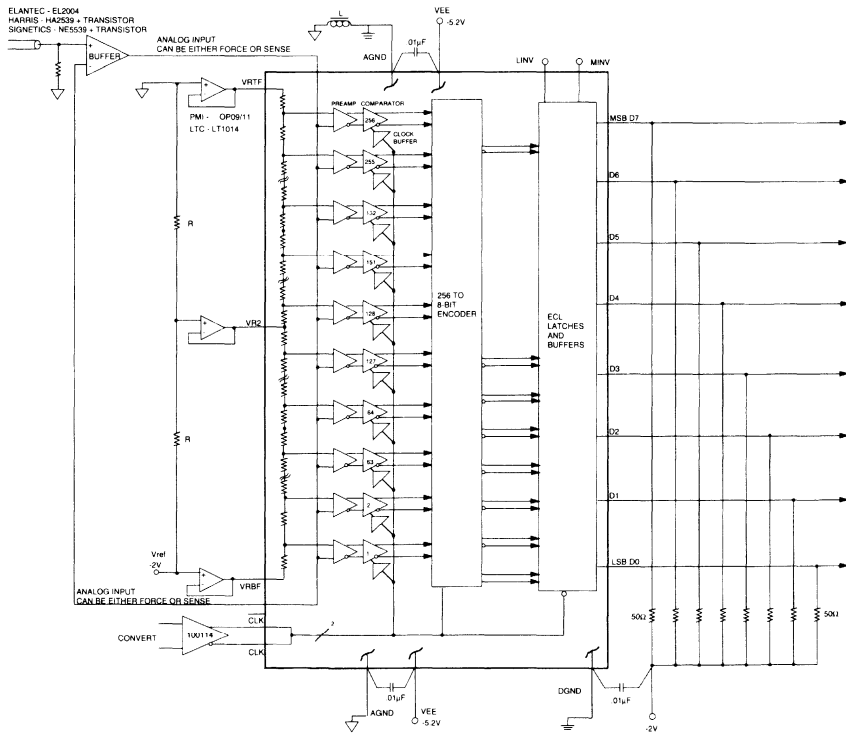 ELANTEC - EL2004
HARRIS - HA2539 + TRANSISTOR
SIGNETICS - NE5539 + TRANSISTOR
BUFFER
ANALOG INPUT
CAN BE EITHER FORCE OR SENSE
L
AGND
.01µF
VEE
-5.2V
LINV
MINV
VRTF
PMI - OP09/11
LTC - LT1014
PREAMP COMPARATOR
256
CLOCK
BUFFER
255
132
151
128
127
64
63
2
1
R
VR2
R
Vref
-2V
VRBF
256 TO
8-BIT
ENCODER
ECL
LATCHES
AND
BUFFERS
MSB D7
D6
D5
D4
D3
D2
D1
LSB D0
ANALOG INPUT
CAN BE EITHER FORCE OR SENSE
CONVERT
100114
CLK
CLK
2
50Ω
50Ω
AGND
.01µF
VEE
-5.2V
DGND
.01µF
-2V